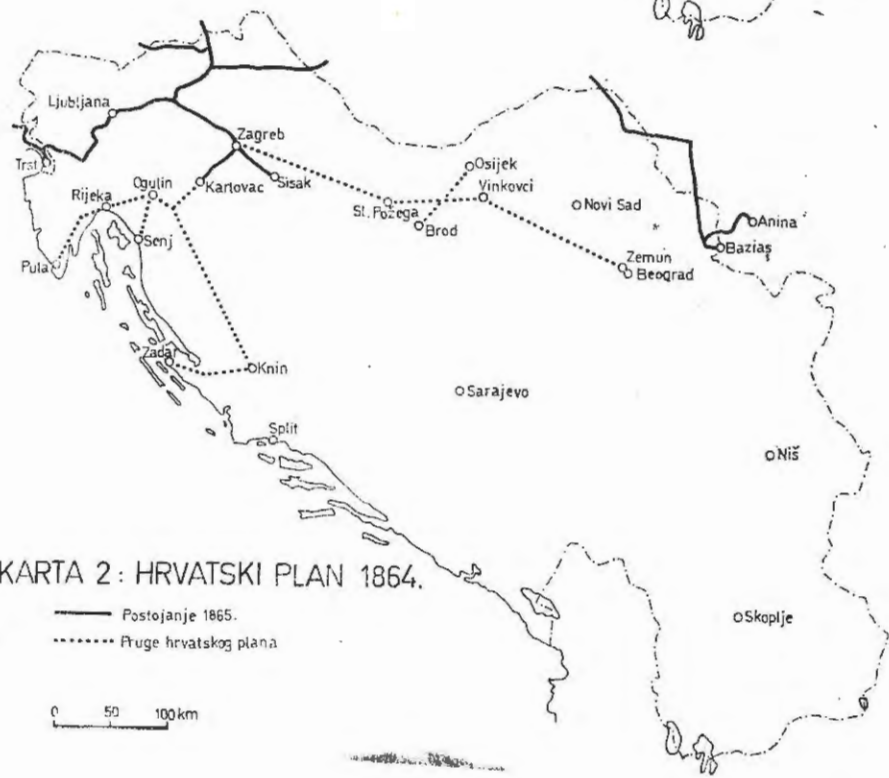 Ljubljana
Zagreb
Trst
Karlovac
Sisak
Osijek
Vinkovci
Ogulin
Rijeka
Sl. Požega
Novi Sad
Brod
Anina
Senj
Baziaş
Pula
Zemun
Beograd
Zadar
Knin
Sarajevo
Split
Niš
KARTA 2: HRVATSKI PLAN 1864.
Postojanje 1865.
Pruge hrvatskog plana
Skoplje
0 50 100 km